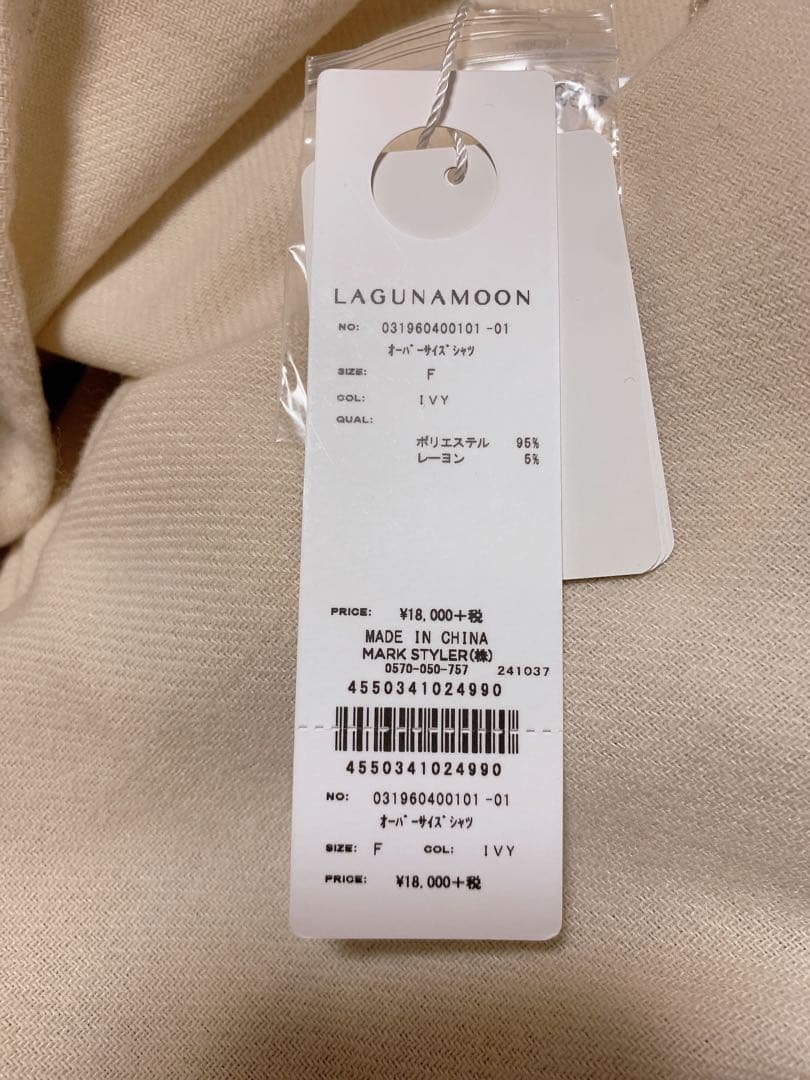 LAGUNAMOON
NO: 031960400101 -01
ｵｰﾊﾞｰｻｲｽﾞｼｬﾂ
SIZE: F
COL: IVY
QUAL:
ポリエステル 95%
レーヨン 5%
PRICE: ¥18,000+税
MADE IN CHINA
MARK STYLER(株)
0570-050-757 241037
4550341024990
4550341024990
NO: 031960400101 -01
ｵｰﾊﾞｰｻｲｽﾞｼｬﾂ
SIZE: F COL: IVY
PRICE: ¥18,000+税